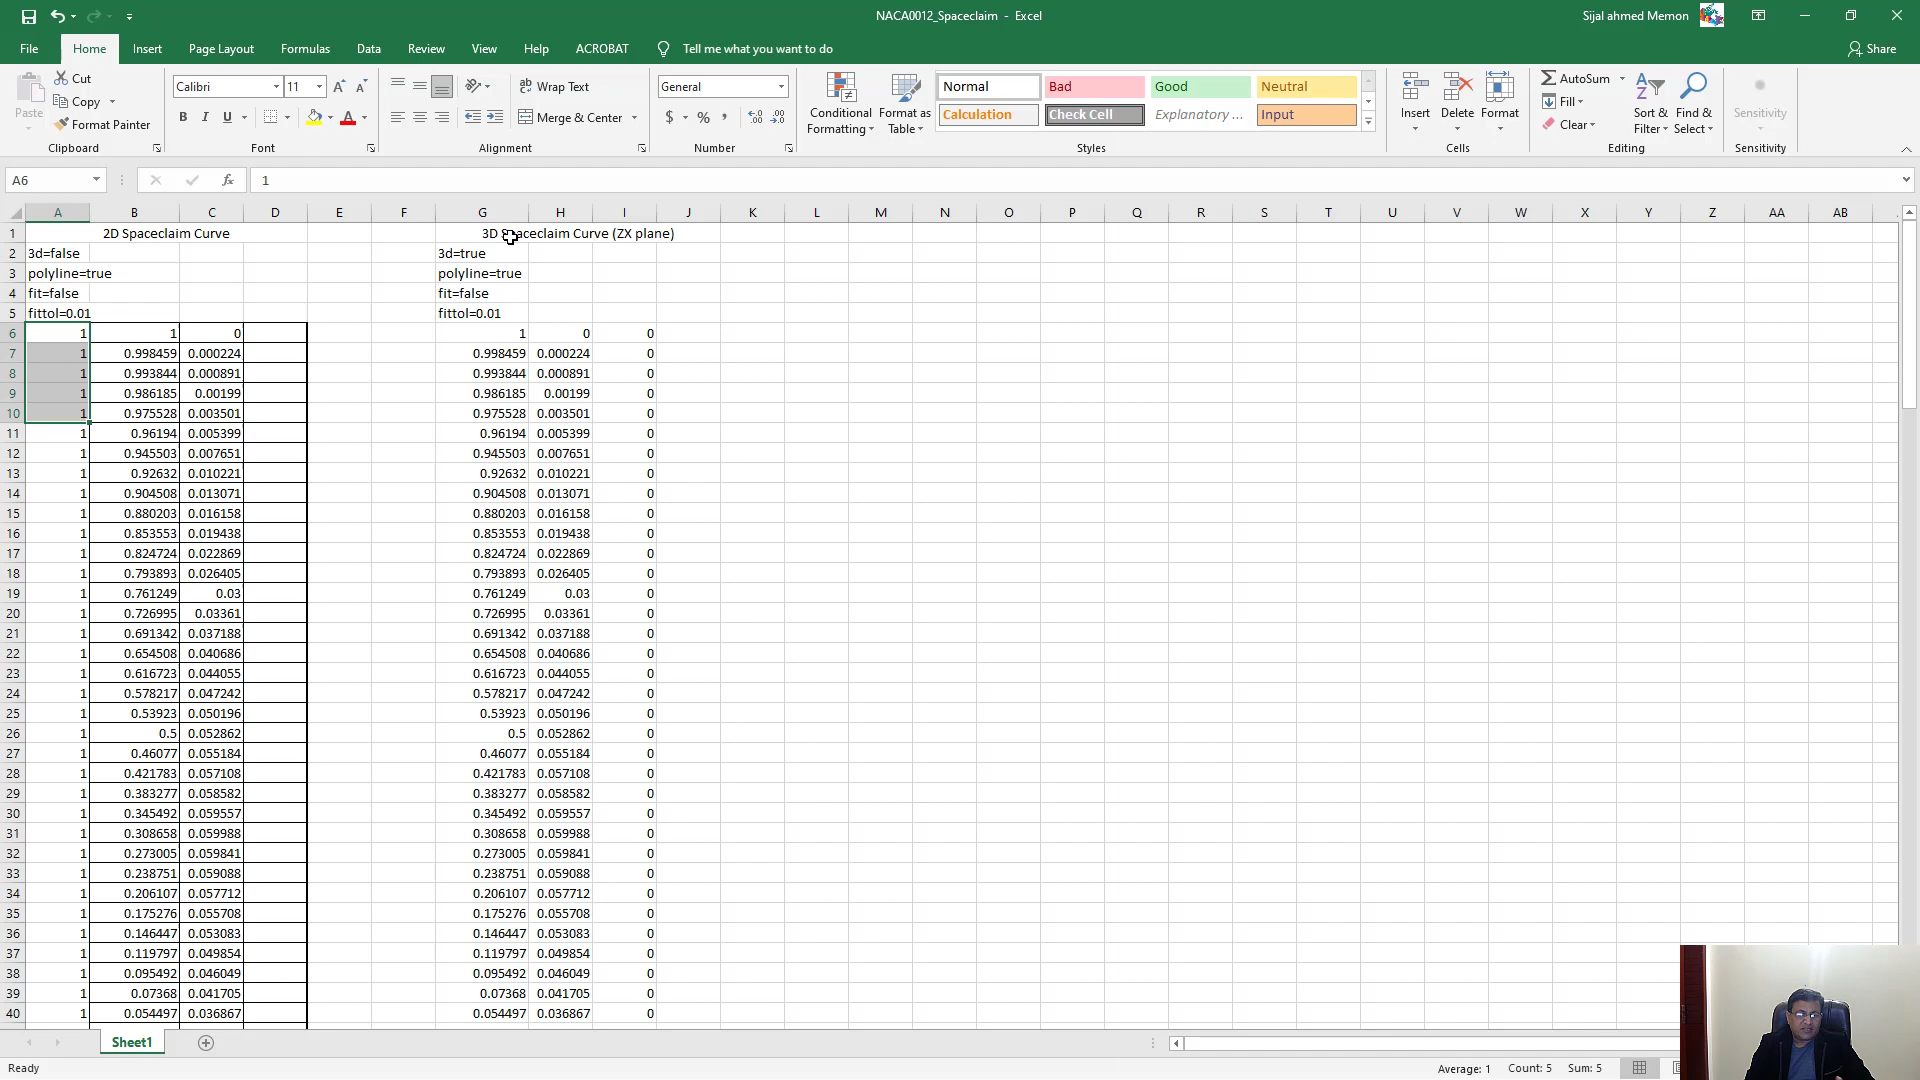 NACA0012_Spaceclaim - Excel
Sijal ahmed Memon
File Home Insert Page Layout Formulas Data Review View Help ACROBAT Tell me what you want to do Share
Paste Cut Copy Format Painter
Calibri 11 A A B I U A
Wrap Text Merge & Center
General $ % ,
Conditional Formatting Format as Table
Normal Bad Good Neutral
Calculation Check Cell Explanatory ... Input
Insert Delete Format
AutoSum Fill Clear Sort & Filter Find & Select
Sensitivity
Clipboard Font Alignment Number Styles Cells Editing Sensitivity
A6 fx 1
A B C D E F G H I J K L M N O P Q R S T U V W X Y Z AA AB
1 2D Spaceclaim Curve 3D Spaceclaim Curve (ZX plane)
2 3d=false 3d=true
3 polyline=true polyline=true
4 fit=false fit=false
5 fittol=0.01 fittol=0.01
6 1 1 0 1 0 0
7 1 0.998459 0.000224 0.998459 0.000224 0
8 1 0.993844 0.000891 0.993844 0.000891 0
9 1 0.986185 0.00199 0.986185 0.00199 0
10 1 0.975528 0.003501 0.975528 0.003501 0
11 1 0.96194 0.005399 0.96194 0.005399 0
12 1 0.945503 0.007651 0.945503 0.007651 0
13 1 0.92632 0.010221 0.92632 0.010221 0
14 1 0.904508 0.013071 0.904508 0.013071 0
15 1 0.880203 0.016158 0.880203 0.016158 0
16 1 0.853553 0.019438 0.853553 0.019438 0
17 1 0.824724 0.022869 0.824724 0.022869 0
18 1 0.793893 0.026405 0.793893 0.026405 0
19 1 0.761249 0.03 0.761249 0.03 0
20 1 0.726995 0.03361 0.726995 0.03361 0
21 1 0.691342 0.037188 0.691342 0.037188 0
22 1 0.654508 0.040686 0.654508 0.040686 0
23 1 0.616723 0.044055 0.616723 0.044055 0
24 1 0.578217 0.047242 0.578217 0.047242 0
25 1 0.53923 0.050196 0.53923 0.050196 0
26 1 0.5 0.052862 0.5 0.052862 0
27 1 0.46077 0.055184 0.46077 0.055184 0
28 1 0.421783 0.057108 0.421783 0.057108 0
29 1 0.383277 0.058582 0.383277 0.058582 0
30 1 0.345492 0.059557 0.345492 0.059557 0
31 1 0.308658 0.059988 0.308658 0.059988 0
32 1 0.273005 0.059841 0.273005 0.059841 0
33 1 0.238751 0.059088 0.238751 0.059088 0
34 1 0.206107 0.057712 0.206107 0.057712 0
35 1 0.175276 0.055708 0.175276 0.055708 0
36 1 0.146447 0.053083 0.146447 0.053083 0
37 1 0.119797 0.049854 0.119797 0.049854 0
38 1 0.095492 0.046049 0.095492 0.046049 0
39 1 0.07368 0.041705 0.07368 0.041705 0
40 1 0.054497 0.036867 0.054497 0.036867 0
Sheet1
Ready Average: 1 Count: 5 Sum: 5